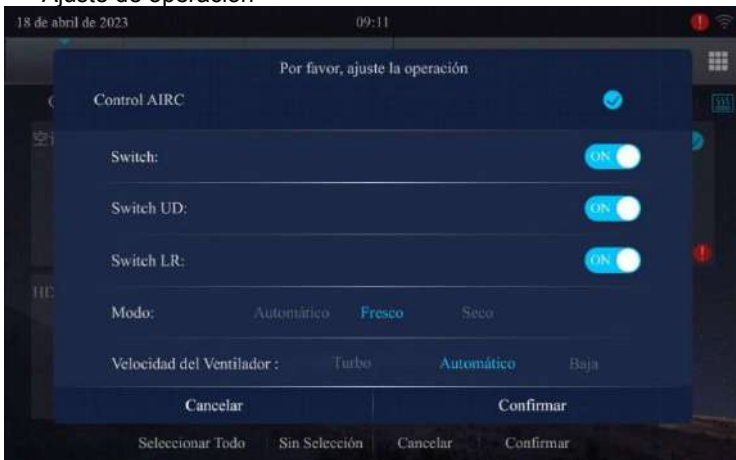 Ajuste de operación
18 de abril de 2023 09:11
Por favor, ajuste la operación
Control AIRC
Switch: ON
Switch UD: ON
Switch LR: ON
HD
Modo: Automático Fresco Seco
Velocidad del Ventilador : Turbo Automático Baja
Cancelar Confirmar
Seleccionar Todo Sin Selección Cancelar Confirmar